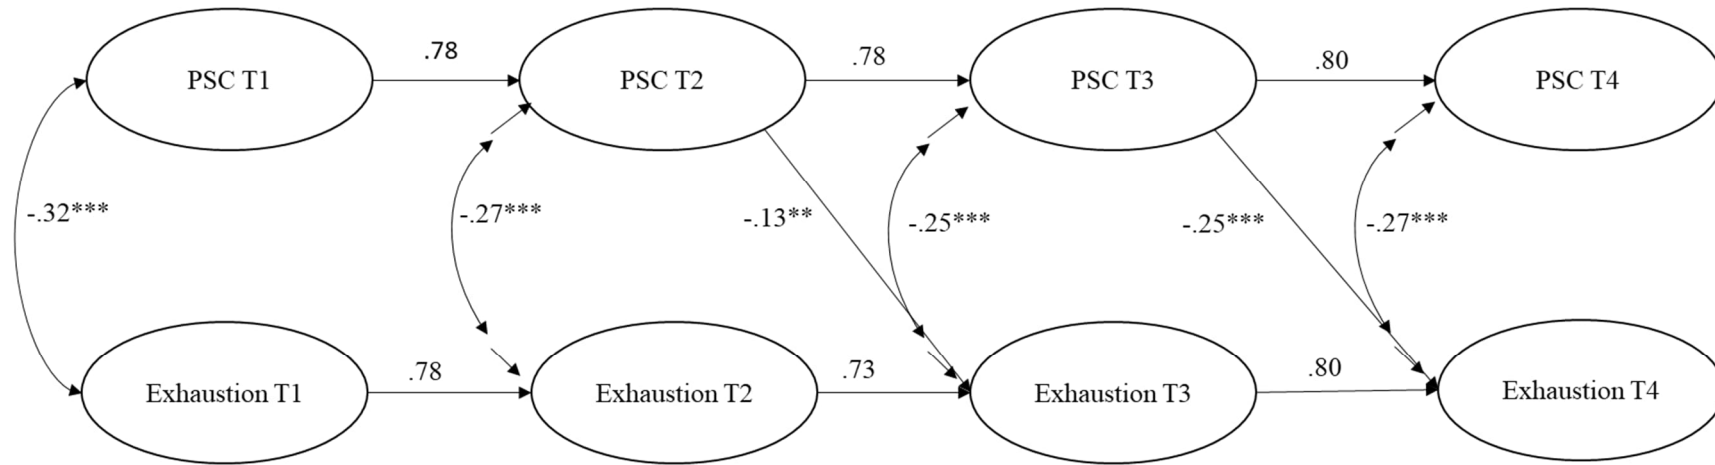 .78
.78
.80
PSC T1
PSC T2
PSC T3
PSC T4
-.32***
-.27***
-.13**
-.25***
-.25***
-.27***
.78
.73
.80
Exhaustion T1
Exhaustion T2
Exhaustion T3
Exhaustion T4